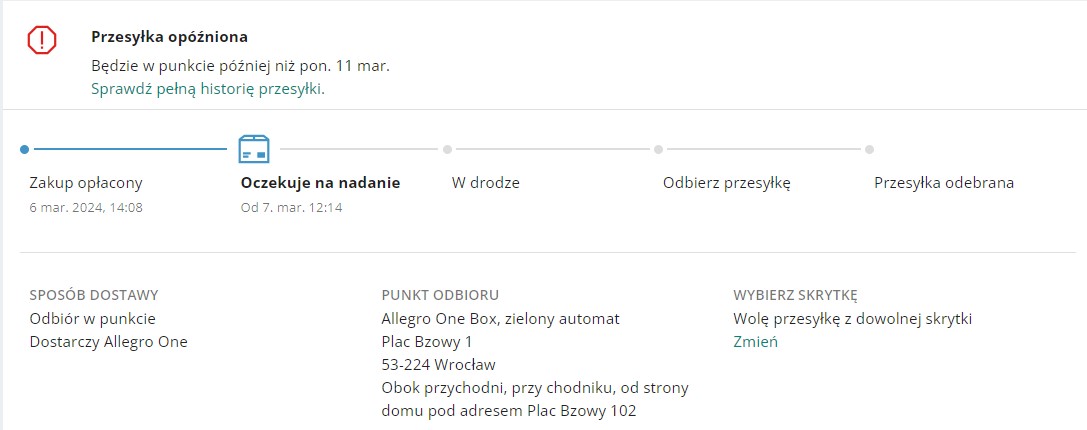 Przesyłka opóźniona
Będzie w punkcie później niż pon. 11 mar.
Sprawdź pełną historię przesyłki.
Zakup opłacony
6 mar. 2024, 14:08
Oczekuje na nadanie
Od 7. mar. 12:14
W drodze
Odbierz przesyłkę
Przesyłka odebrana
SPOSÓB DOSTAWY
Odbiór w punkcie
Dostarczy Allegro One
PUNKT ODBIORU
Allegro One Box, zielony automat
Plac Bzowy 1
53-224 Wrocław
Obok przychodni, przy chodniku, od strony
domu pod adresem Plac Bzowy 102
WYBIERZ SKRYTKĘ
Wolę przesyłkę z dowolnej skrytki
Zmień